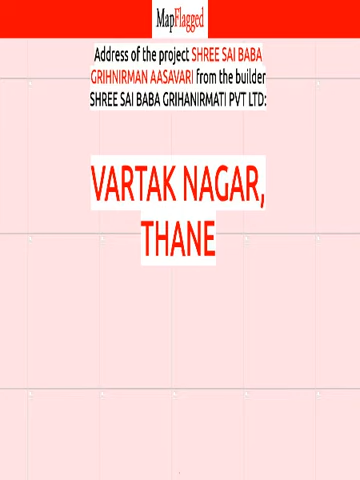 MapFlagged
Address of the project SHREE SAI BABA
GRIHNIRMAN AASAVARI from the builder
SHREE SAI BABA GRIHANIRMATI PVT LTD:
VARTAK NAGAR,
THANE